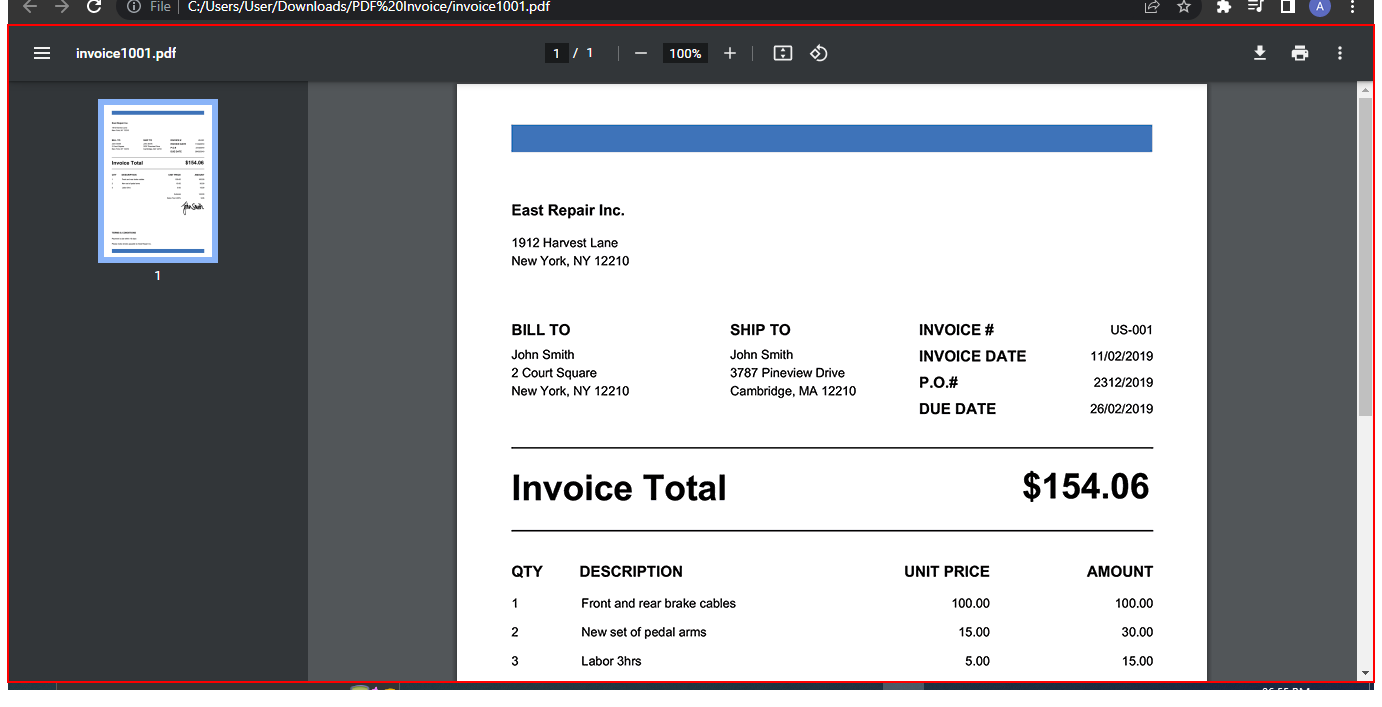 File C:/Users/User/Downloads/PDF%20Invoice/invoice1001.pdf
A
invoice1001.pdf
1 / 1
100%
1
East Repair Inc.
1912 Harvest Lane
New York, NY 12210
BILL TO
John Smith
2 Court Square
New York, NY 12210
SHIP TO
John Smith
3787 Pineview Drive
Cambridge, MA 12210
INVOICE # US-001
INVOICE DATE 11/02/2019
P.O.# 2312/2019
DUE DATE 26/02/2019
Invoice Total $154.06
QTY DESCRIPTION UNIT PRICE AMOUNT
1 Front and rear brake cables 100.00 100.00
2 New set of pedal arms 15.00 30.00
3 Labor 3hrs 5.00 15.00